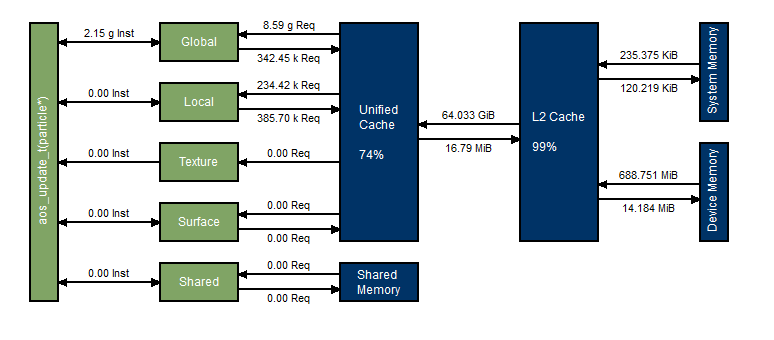 aos_update_t(particle*)
2.15 g Inst
Global
8.59 g Req
342.45 k Req
0.00 Inst
Local
234.42 k Req
385.70 k Req
0.00 Inst
Texture
0.00 Req
0.00 Inst
Surface
0.00 Req
0.00 Req
0.00 Inst
Shared
0.00 Req
0.00 Req
Unified
Cache
74%
Shared
Memory
64.033 GiB
16.79 MiB
L2 Cache
99%
235.375 KiB
120.219 KiB
System Memory
688.751 MiB
14.184 MiB
Device Memory